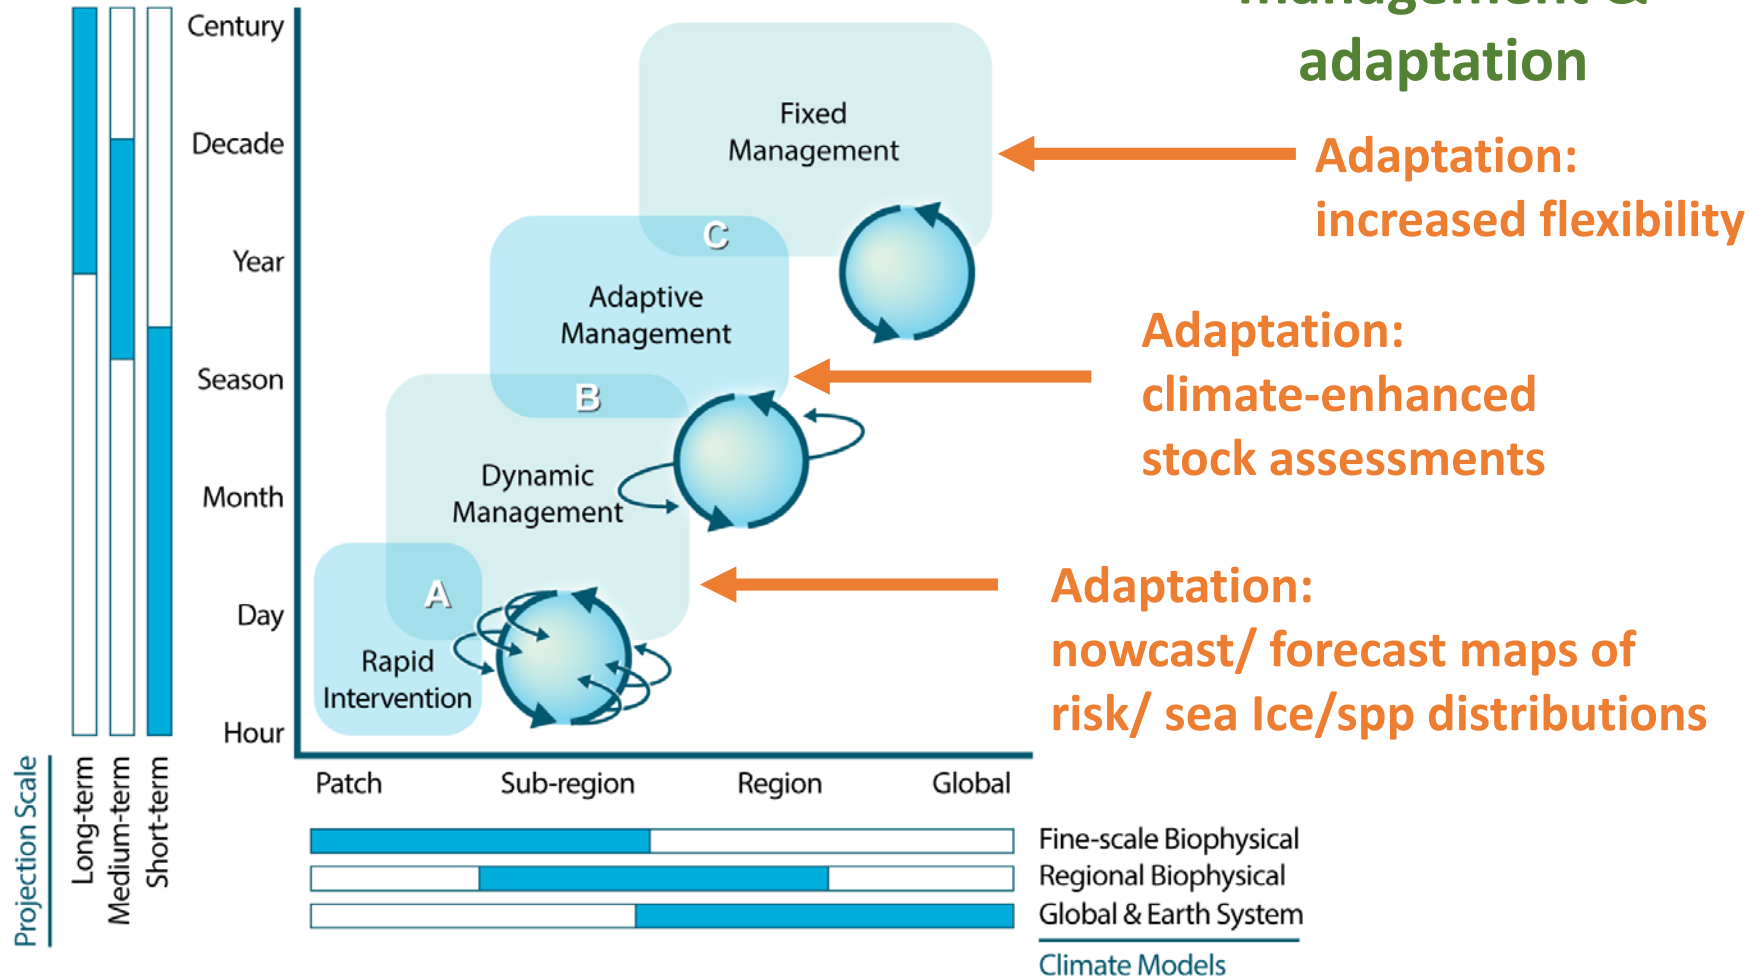 management &
adaptation
Century
Decade
Year
Season
Month
Day
Hour
Fixed
Management
C
Adaptive
Management
B
Dynamic
Management
A
Rapid
Intervention
Adaptation:
increased flexibility
Adaptation:
climate-enhanced
stock assessments
Adaptation:
nowcast/ forecast maps of
risk/ sea Ice/spp distributions
Patch
Sub-region
Region
Global
Projection Scale
Long-term
Medium-term
Short-term
Fine-scale Biophysical
Regional Biophysical
Global & Earth System
Climate Models